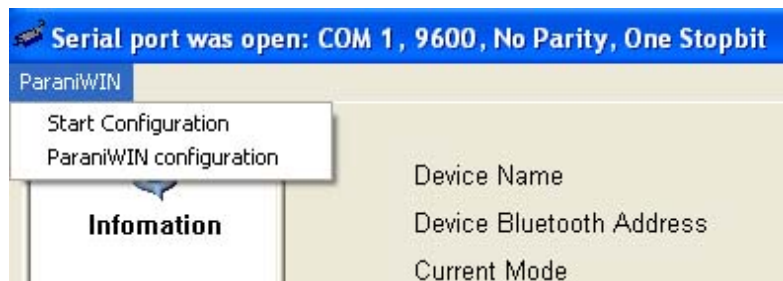 Serial port was open: COM 1, 9600, No Parity, One Stopbit
ParaniWIN
Start Configuration
ParaniWIN configuration
Infomation
Device Name
Device Bluetooth Address
Current Mode